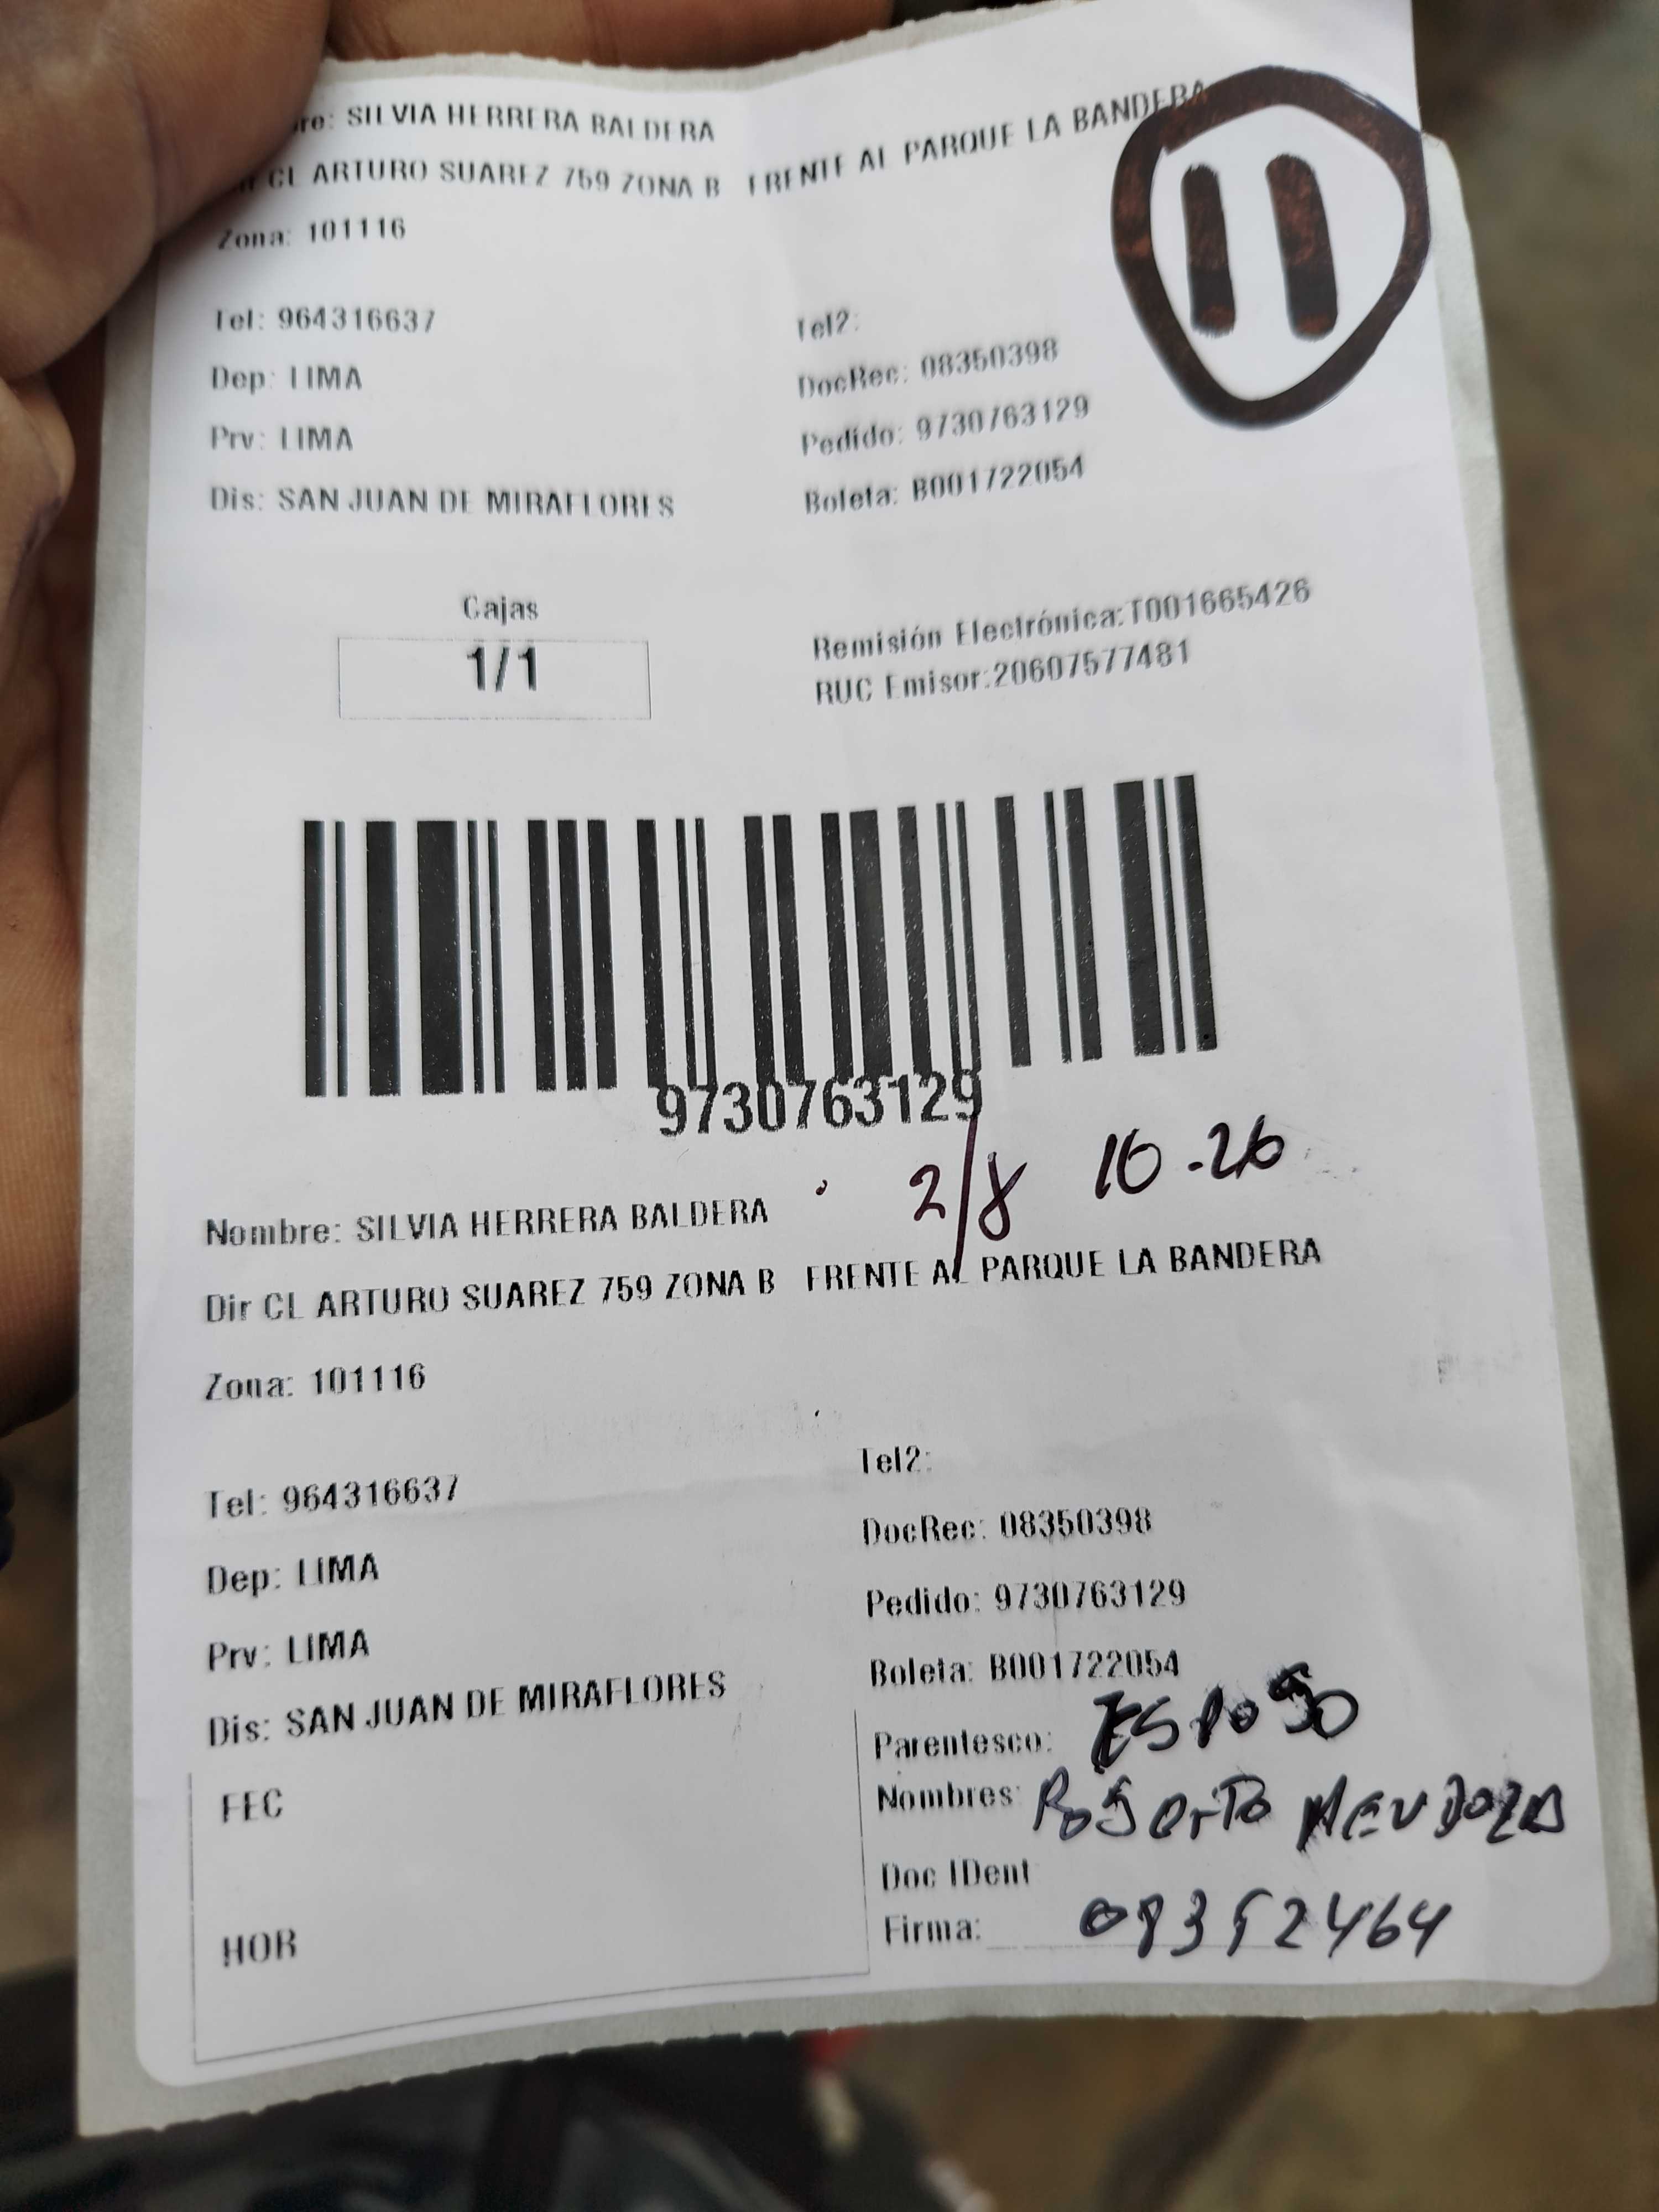 re: SILVIA HERRERA BALDERA
CL ARTURO SUAREZ 759 ZONA B FRENTE AL PARQUE LA BANDERA
Zona: 101116
11
Tel: 964316637
Tel2:
Dep: LIMA
DocRec: 08350398
Prv: LIMA
Pedido: 9730763129
Dis: SAN JUAN DE MIRAFLORES
Boleta: B001722054
Cajas
1/1
Remisión Electrónica:T001665426
RUC Emisor:20607577481
9730763129
2/8 10.26
Nombre: SILVIA HERRERA BALDERA
Dir CL ARTURO SUAREZ 759 ZONA B FRENTE AL PARQUE LA BANDERA
Zona: 101116
Tel: 964316637
Tel2:
Dep: LIMA
DocRec: 08350398
Prv: LIMA
Pedido: 9730763129
Dis: SAN JUAN DE MIRAFLORES
Boleta: B001722054
Parentesco: ESPOSO
FEC
Nombres: MENDOZA
Doc IDent
HOR
Firma: 08352464